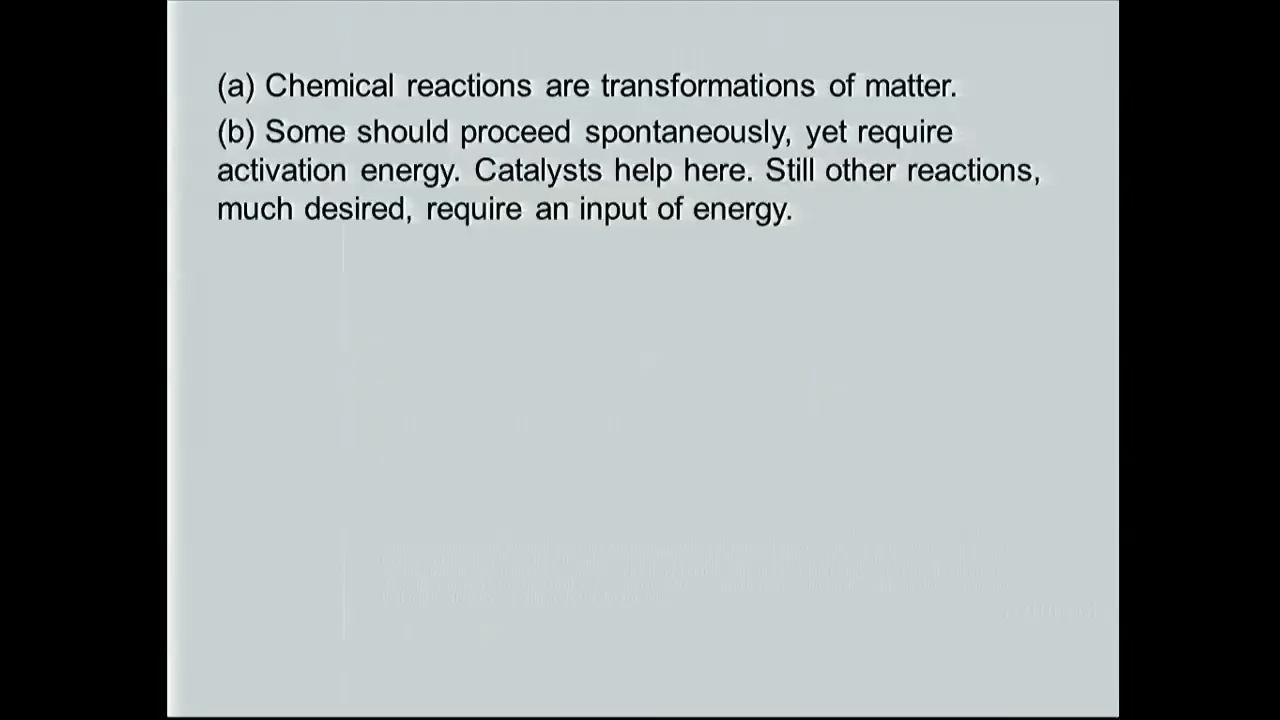 (a) Chemical reactions are transformations of matter.
(b) Some should proceed spontaneously, yet require
activation energy. Catalysts help here. Still other reactions,
much desired, require an input of energy.